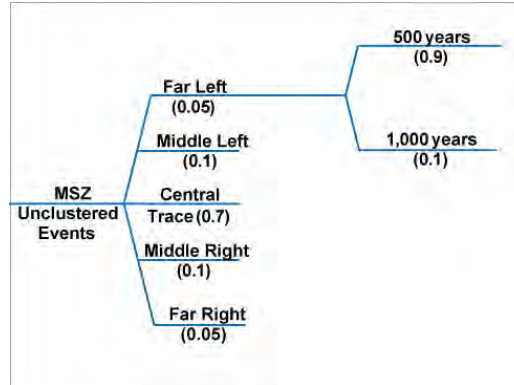 500 years
(0.9)
Far Left
(0.05)
Middle Left
(0.1)
1,000 years
(0.1)
MSZ
Unclustered
Events
Central
Trace (0.7)
Middle Right
(0.1)
Far Right
(0.05)